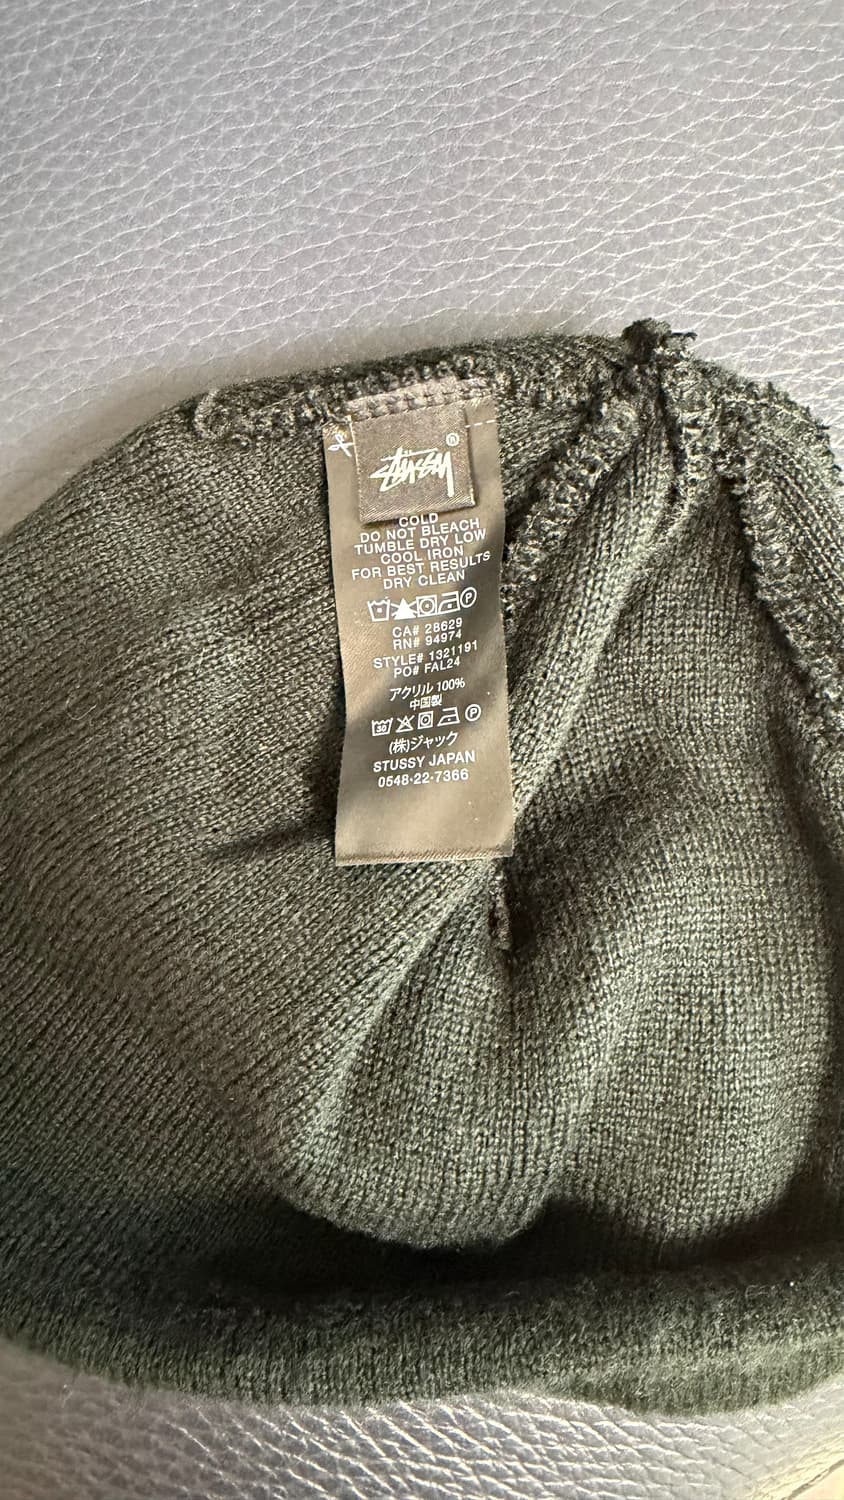 STÜSSY ®
COLD
DO NOT BLEACH
TUMBLE DRY LOW
COOL IRON
FOR BEST RESULTS
DRY CLEAN
P
CA# 28629
RN# 94974
STYLE# 1321191
PO# FAL24
アクリル 100%
中国製
30 P
(株)ジャック
STUSSY JAPAN
0548-22-7366